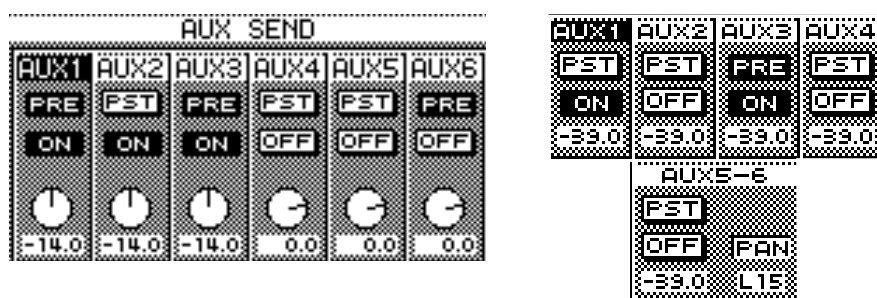 AUX SEND
AUX1 AUX2 AUX3 AUX4 AUX5 AUX6
PRE PST PRE PST PST PRE
ON ON ON OFF OFF OFF
-14.0 -14.0 -14.0 0.0 0.0 0.0
AUX1 AUX2 AUX3 AUX4
PST PST PRE PST
ON OFF ON OFF
-39.0 -39.0 -39.0 -39.0
AUX5-6
PST
OFF PAN
-39.0 L15